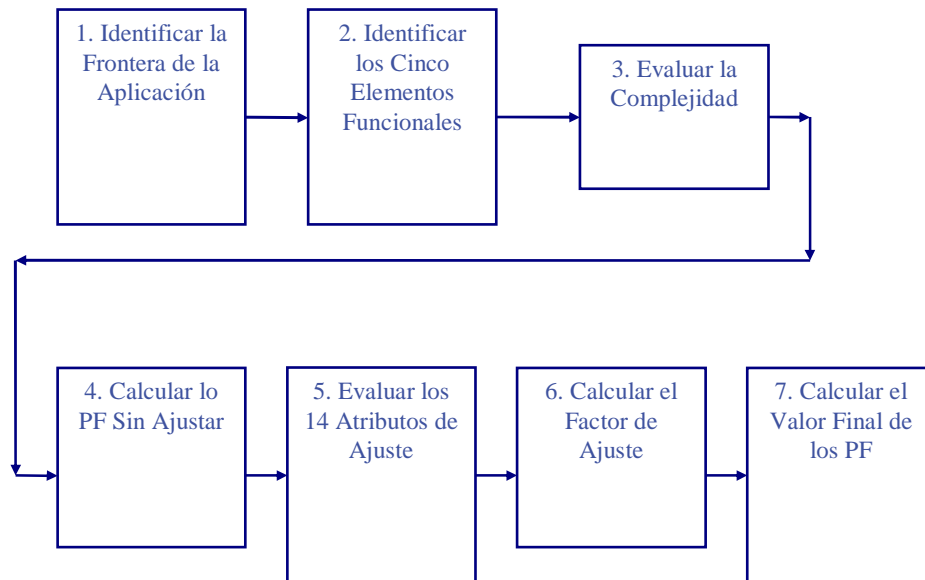 1. Identificar la
Frontera de la
Aplicación
2. Identificar
los Cinco
Elementos
Funcionales
3. Evaluar la
Complejidad
4. Calcular lo
PF Sin Ajustar
5. Evaluar los
14 Atributos de
Ajuste
6. Calcular el
Factor de
Ajuste
7. Calcular el
Valor Final de
los PF